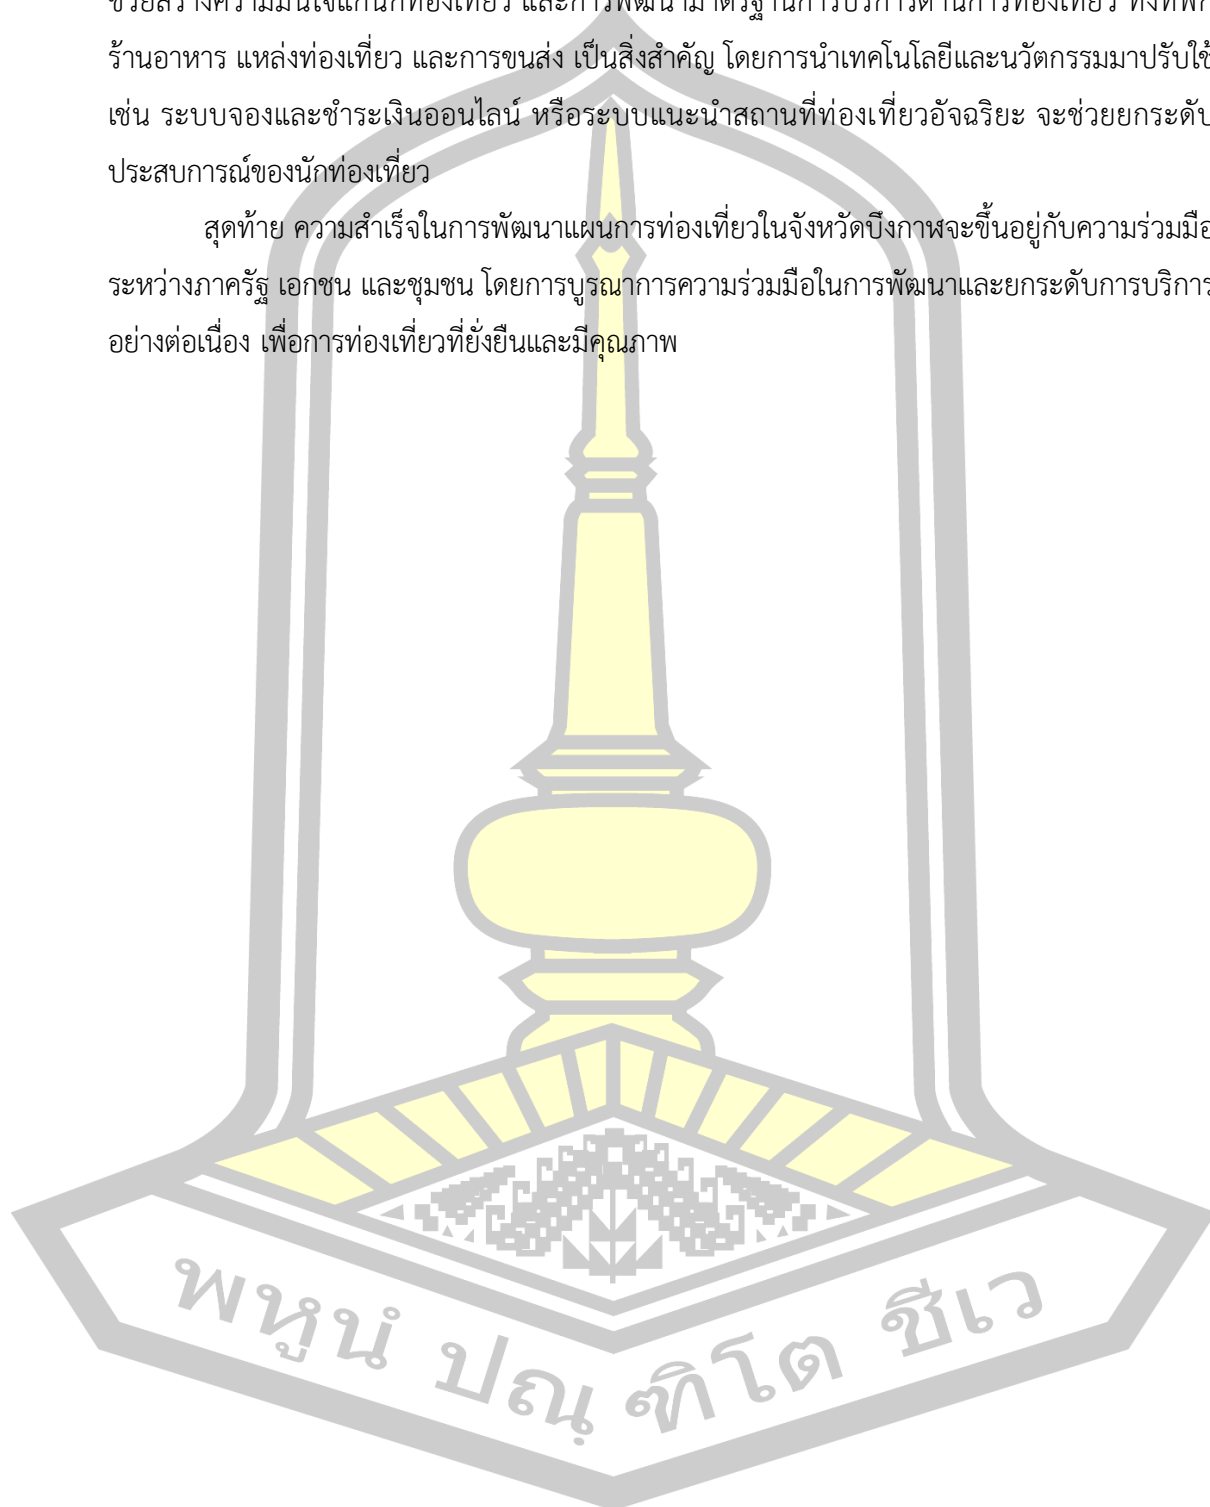 ช่วยสร้างความมั่นใจแก่นักท่องเที่ยว และการพัฒนามาตรฐานการบริการด้านการท่องเที่ยว ทั้งที่พัก
ร้านอาหาร แหล่งท่องเที่ยว และการขนส่ง เป็นสิ่งสำคัญ โดยการนำเทคโนโลยีและนวัตกรรมมาปรับใช้
เช่น ระบบจองและชำระเงินออนไลน์ หรือระบบแนะนำสถานที่ท่องเที่ยวอัจฉริยะ จะช่วยยกระดับ
ประสบการณ์ของนักท่องเที่ยว
สุดท้าย ความสำเร็จในการพัฒนาแผนการท่องเที่ยวในจังหวัดบึงกาฬจะขึ้นอยู่กับความร่วมมือ
ระหว่างภาครัฐ เอกชน และชุมชน โดยการบูรณาการความร่วมมือในการพัฒนาและยกระดับการบริการ
อย่างต่อเนื่อง เพื่อการท่องเที่ยวที่ยั่งยืนและมีคุณภาพ
พหูนํ ปณฺ ฑิโต ชีเว